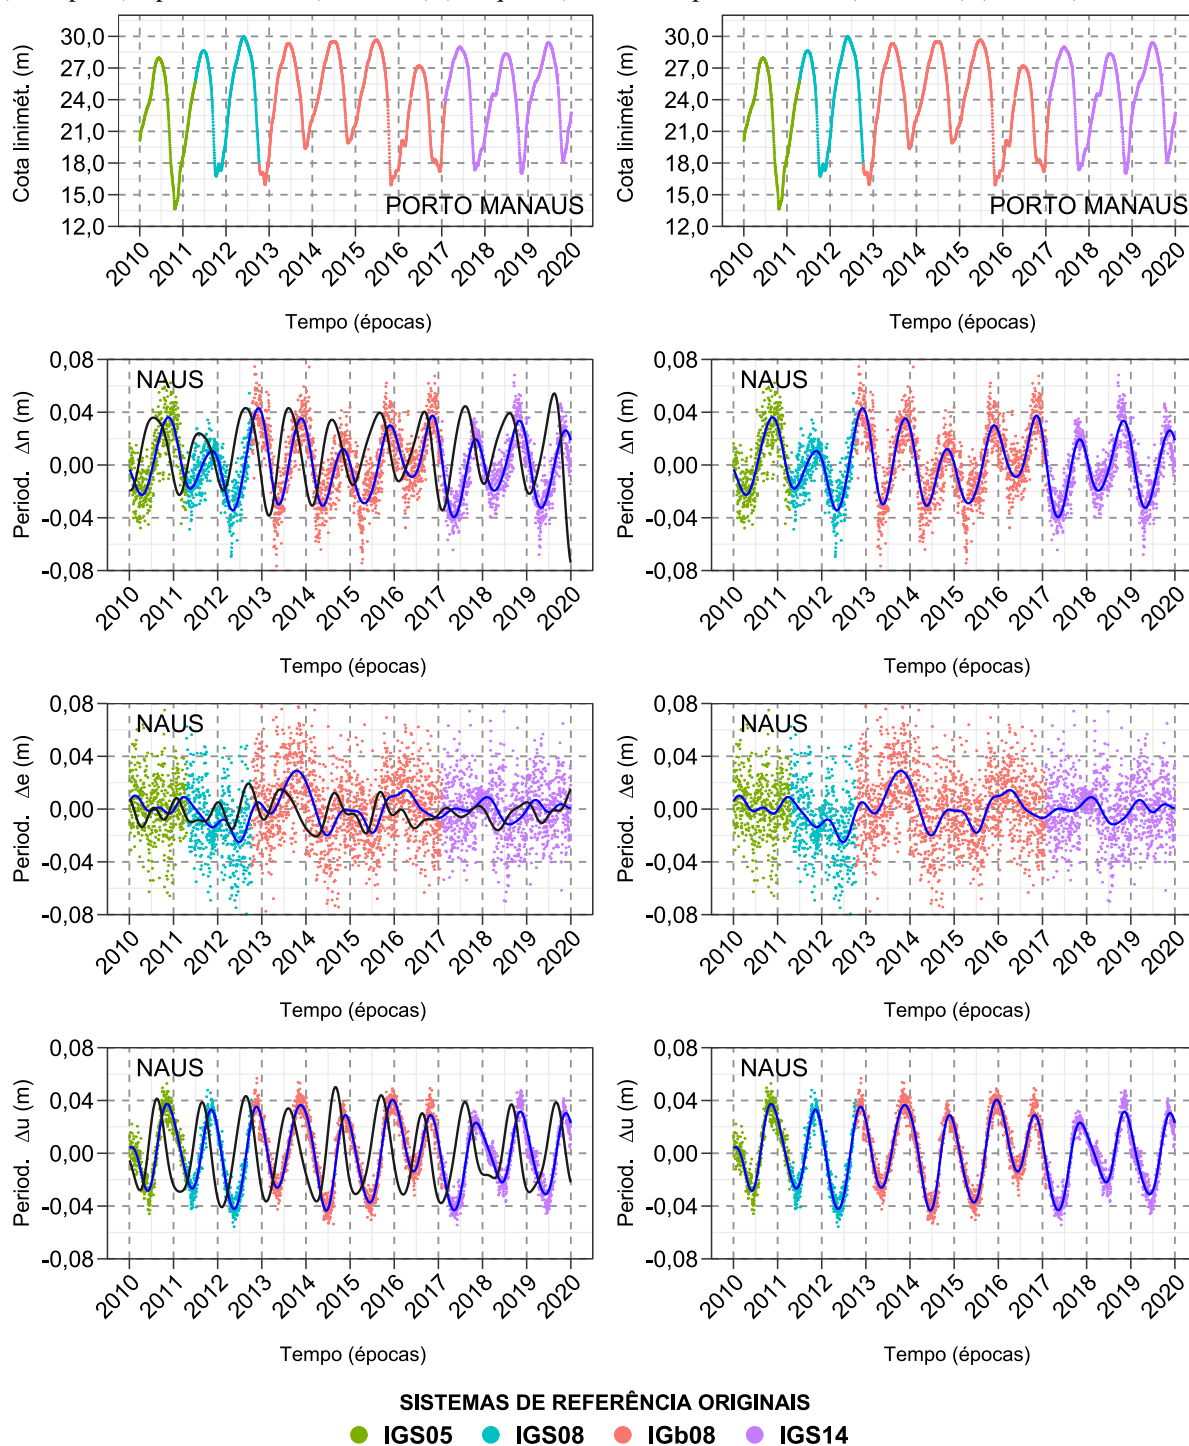 30,0
27,0
24,0
21,0
18,0
15,0
12,0
Cota linimét. (m)
PORTO MANAUS
2010 2011 2012 2013 2014 2015 2016 2017 2018 2019 2020
Tempo (épocas)
30,0
27,0
24,0
21,0
18,0
15,0
12,0
Cota linimét. (m)
PORTO MANAUS
2010 2011 2012 2013 2014 2015 2016 2017 2018 2019 2020
Tempo (épocas)
0,08
0,04
0,00
-0,04
-0,08
Period. Δn (m)
NAUS
2010 2011 2012 2013 2014 2015 2016 2017 2018 2019 2020
Tempo (épocas)
0,08
0,04
0,00
-0,04
-0,08
Period. Δn (m)
NAUS
2010 2011 2012 2013 2014 2015 2016 2017 2018 2019 2020
Tempo (épocas)
0,08
0,04
0,00
-0,04
-0,08
Period. Δe (m)
NAUS
2010 2011 2012 2013 2014 2015 2016 2017 2018 2019 2020
Tempo (épocas)
0,08
0,04
0,00
-0,04
-0,08
Period. Δe (m)
NAUS
2010 2011 2012 2013 2014 2015 2016 2017 2018 2019 2020
Tempo (épocas)
0,08
0,04
0,00
-0,04
-0,08
Period. Δu (m)
NAUS
2010 2011 2012 2013 2014 2015 2016 2017 2018 2019 2020
Tempo (épocas)
0,08
0,04
0,00
-0,04
-0,08
Period. Δu (m)
NAUS
2010 2011 2012 2013 2014 2015 2016 2017 2018 2019 2020
Tempo (épocas)
SISTEMAS DE REFERÊNCIA ORIGINAIS
IGS05 IGS08 IGb08 IGS14